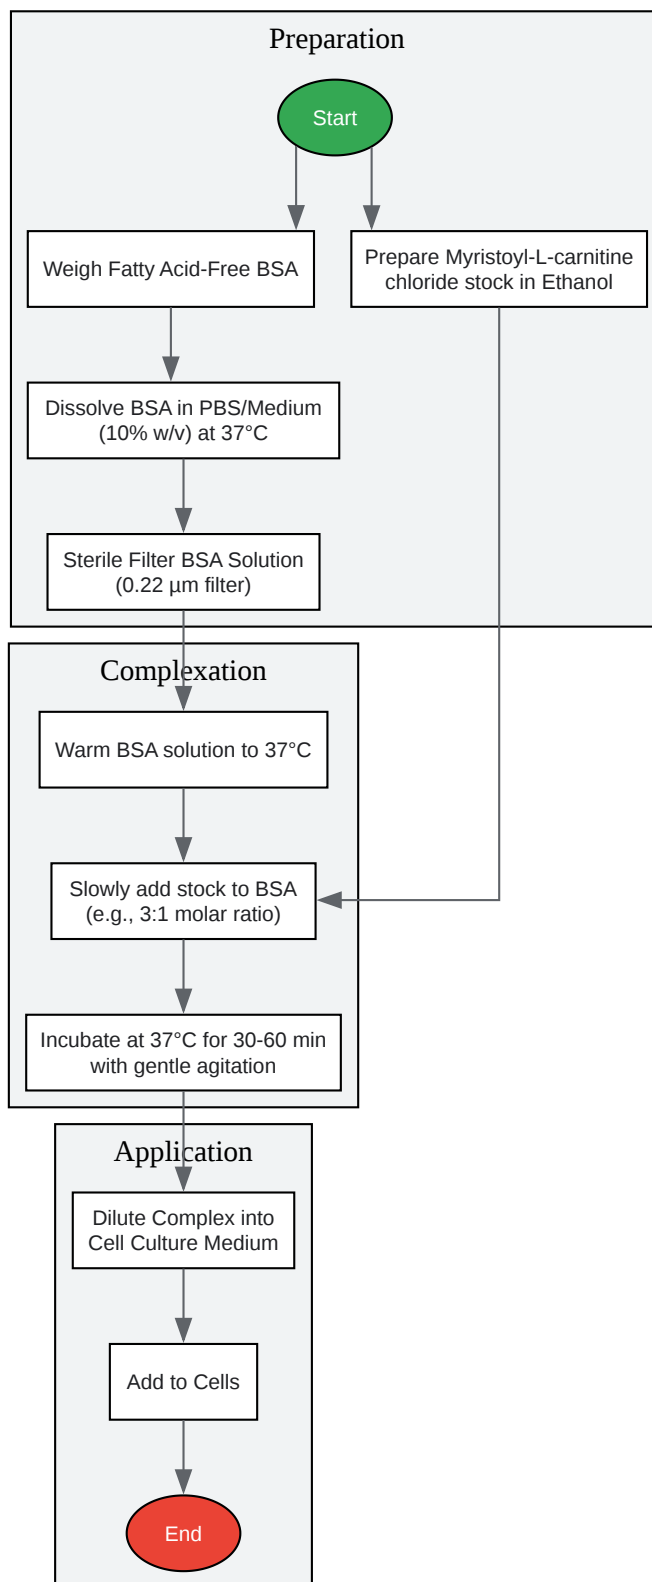 Preparation
Start
Weigh Fatty Acid-Free BSA
Prepare Myristoyl-L-carnitine
chloride stock in Ethanol
Dissolve BSA in PBS/Medium
(10% w/v) at 37°C
Sterile Filter BSA Solution
(0.22 µm filter)
Complexation
Warm BSA solution to 37°C
Slowly add stock to BSA
(e.g., 3:1 molar ratio)
Incubate at 37°C for 30-60 min
with gentle agitation
Application
Dilute Complex into
Cell Culture Medium
Add to Cells
End